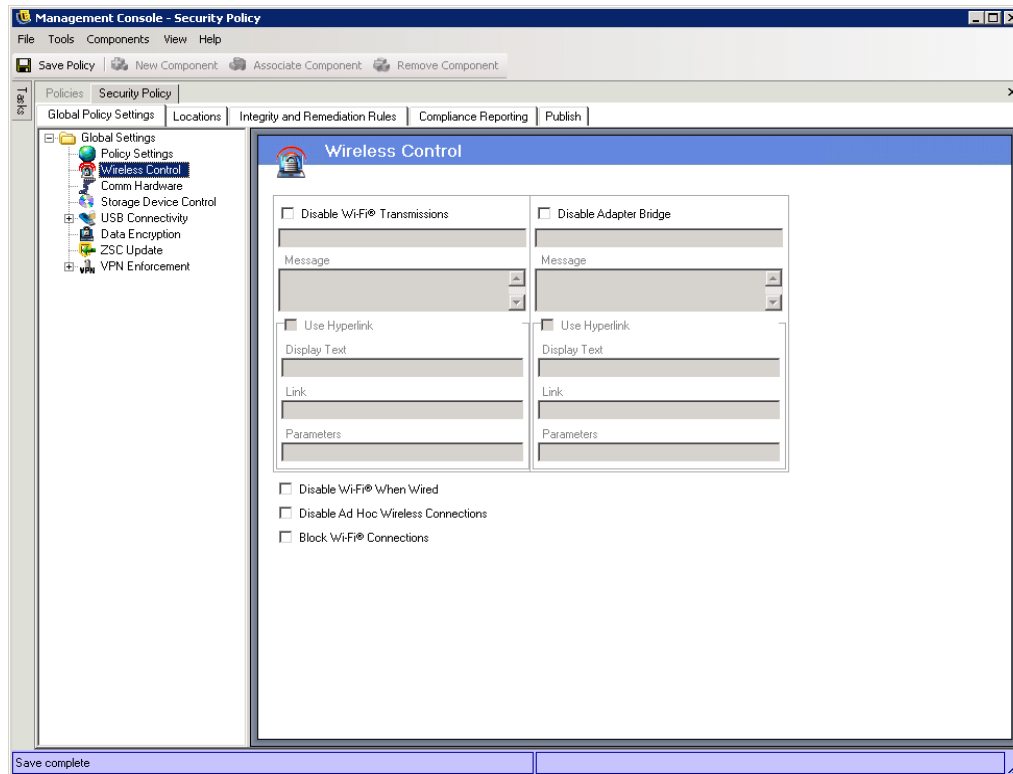 Management Console - Security Policy
File Tools Components View Help
Save Policy New Component Associate Component Remove Component
Tasks
Policies Security Policy
Global Policy Settings Locations Integrity and Remediation Rules Compliance Reporting Publish
Global Settings
Policy Settings
Wireless Control
Comm Hardware
Storage Device Control
USB Connectivity
Data Encryption
ZSC Update
VPN VPN Enforcement
Wireless Control
Disable Wi-Fi® Transmissions
Message
Use Hyperlink
Display Text
Link
Parameters
Disable Adapter Bridge
Message
Use Hyperlink
Display Text
Link
Parameters
Disable Wi-Fi® When Wired
Disable Ad Hoc Wireless Connections
Block Wi-Fi® Connections
Save complete